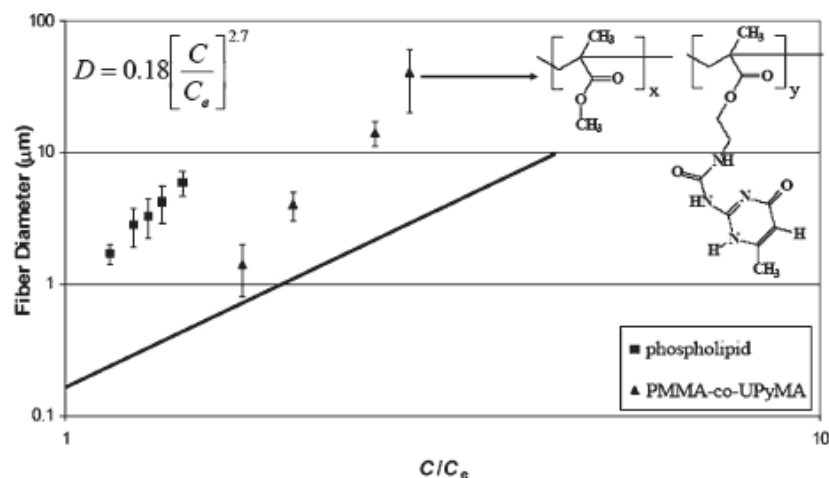 100
10
1
0.1
Fiber Diameter (μm)
D = 0.18[C/Cₑ]^2.7
CH₃
O
O
CH₃
x
CH₃
O
O
y
NH
O
HN
N
O
N
H
H
CH₃
phospholipid
PMMA-co-UPyMA
1
10
C/Cₑ